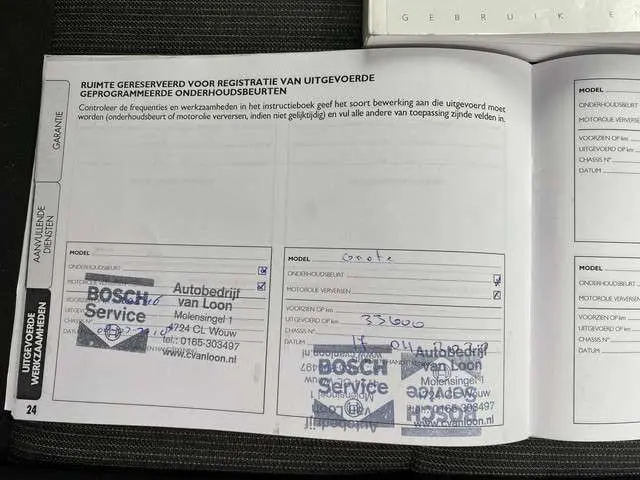 GEBRUIK EN
RUIMTE GERESERVEERD VOOR REGISTRATIE VAN UITGEVOERDE
GEPROGRAMMEERDE ONDERHOUDSBEURTEN
Controleer de frequenties en werkzaamheden in het instructieboek geef het soort bewerking aan die uitgevoerd moet
worden (onderhoudsbeurt of motorolie verversen, indien niet gelijktijdig) en vul alle andere van toepassing zijnde velden in.
GARANTIE
AANVULLENDE
DIENSTEN
UITGEVOERDE
WERKZAAMHEDEN
24
MODEL
ONDERHOUDSBEURT
BOSCH
Service
Autobedrijf
van Loon
Molensingel 1
4724 CL Wouw
tel.: 0165-303497
www.cvanloon.nl
MODEL Grote
ONDERHOUDSBEURT
MOTOROLIE VERVERSEN
VOORZIEN OP km
UITGEVOERD OP km 33600
CHASSIS N°
DATUM 17 04
BOSCH
Service
Autobedrijf
van Loon
Molensingel 1
0165-303497
www.cvanloon.nl
MODEL
ONDERHOUDSBEURT
MOTOROLIE VERVERSEN
VOORZIEN OP km
UITGEVOERD OP km
CHASSIS N°
DATUM
MODEL
ONDERHOUDSBEURT
MOTOROLIE VERVERSEN
VOORZIEN OP km
UITGEVOERD OP km
CHASSIS N°
DATUM